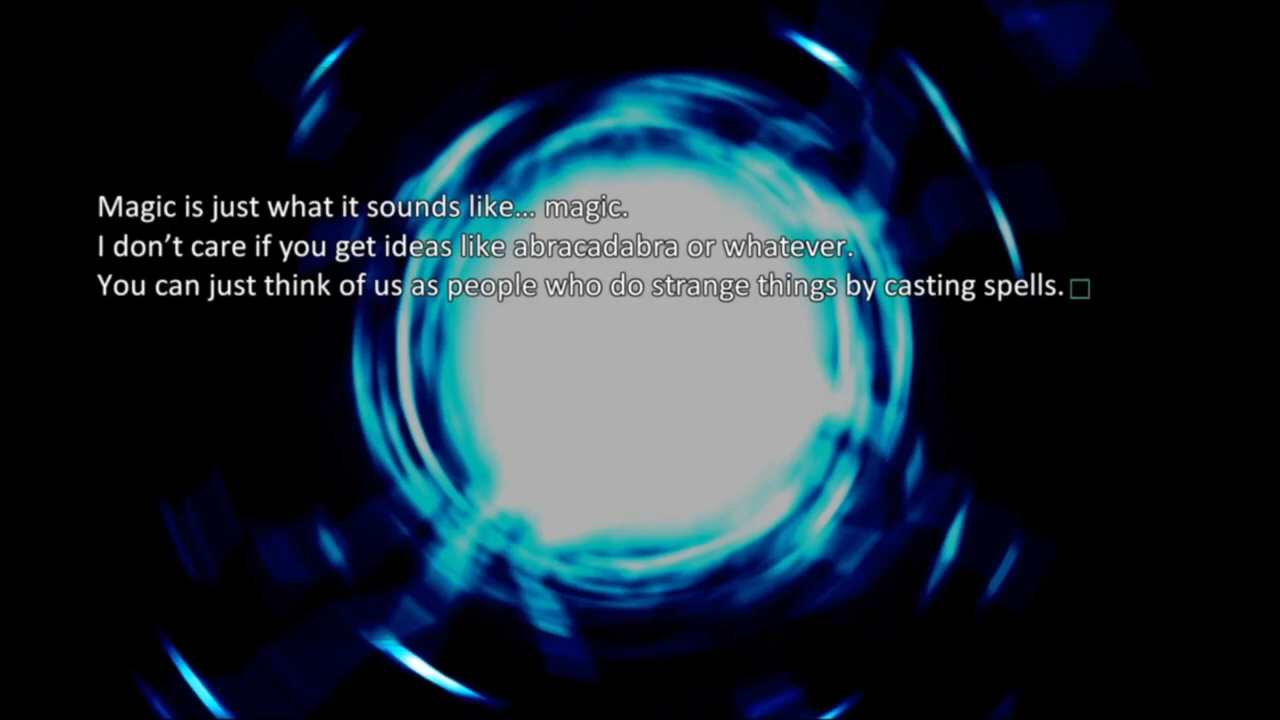 Magic is just what it sounds like... magic.
I don’t care if you get ideas like abracadabra or whatever.
You can just think of us as people who do strange things by casting spells.